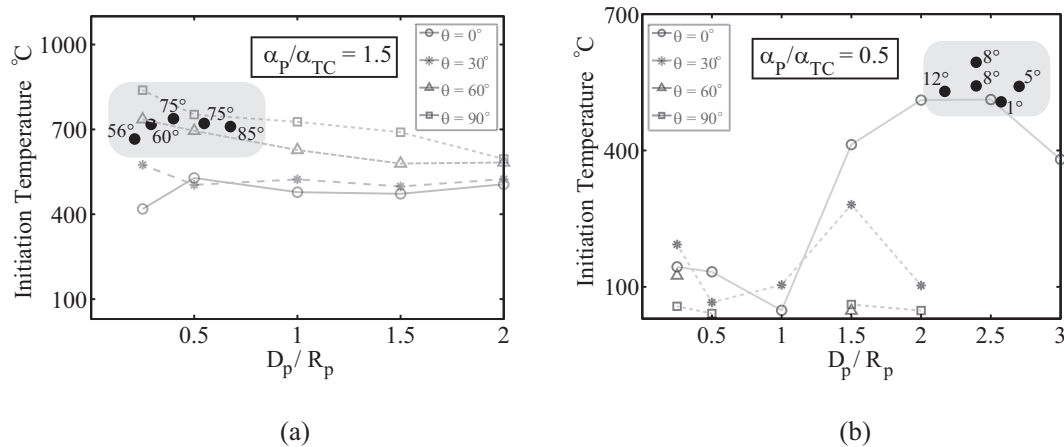 1100
700
400
100
Initiation Temperature °C
α_P/α_TC = 1.5
θ = 0°
θ = 30°
θ = 60°
θ = 90°
75°
75°
56°
60°
85°
0.5
1
1.5
2
D_p / R_p
(a)
700
400
100
Initiation Temperature °C
θ = 0°
θ = 30°
θ = 60°
θ = 90°
α_P/α_TC = 0.5
8°
12°
8°
5°
1°
0.5
1
1.5
2
2.5
3
D_p / R_p
(b)